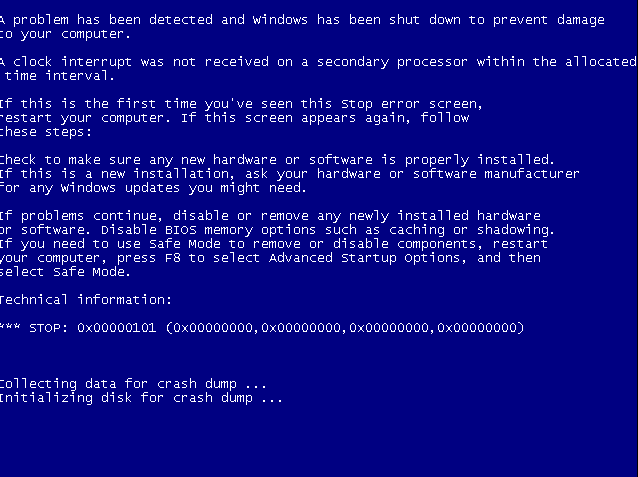 A problem has been detected and Windows has been shut down to prevent damage
to your computer.
A clock interrupt was not received on a secondary processor within the allocated
time interval.
If this is the first time you've seen this Stop error screen,
restart your computer. If this screen appears again, follow
these steps:
Check to make sure any new hardware or software is properly installed.
If this is a new installation, ask your hardware or software manufacturer
for any Windows updates you might need.
If problems continue, disable or remove any newly installed hardware
or software. Disable BIOS memory options such as caching or shadowing.
If you need to use Safe Mode to remove or disable components, restart
your computer, press F8 to select Advanced Startup Options, and then
select Safe Mode.
Technical information:
*** STOP: 0x00000101 (0x00000000,0x00000000,0x00000000,0x00000000)
Collecting data for crash dump ...
Initializing disk for crash dump ...